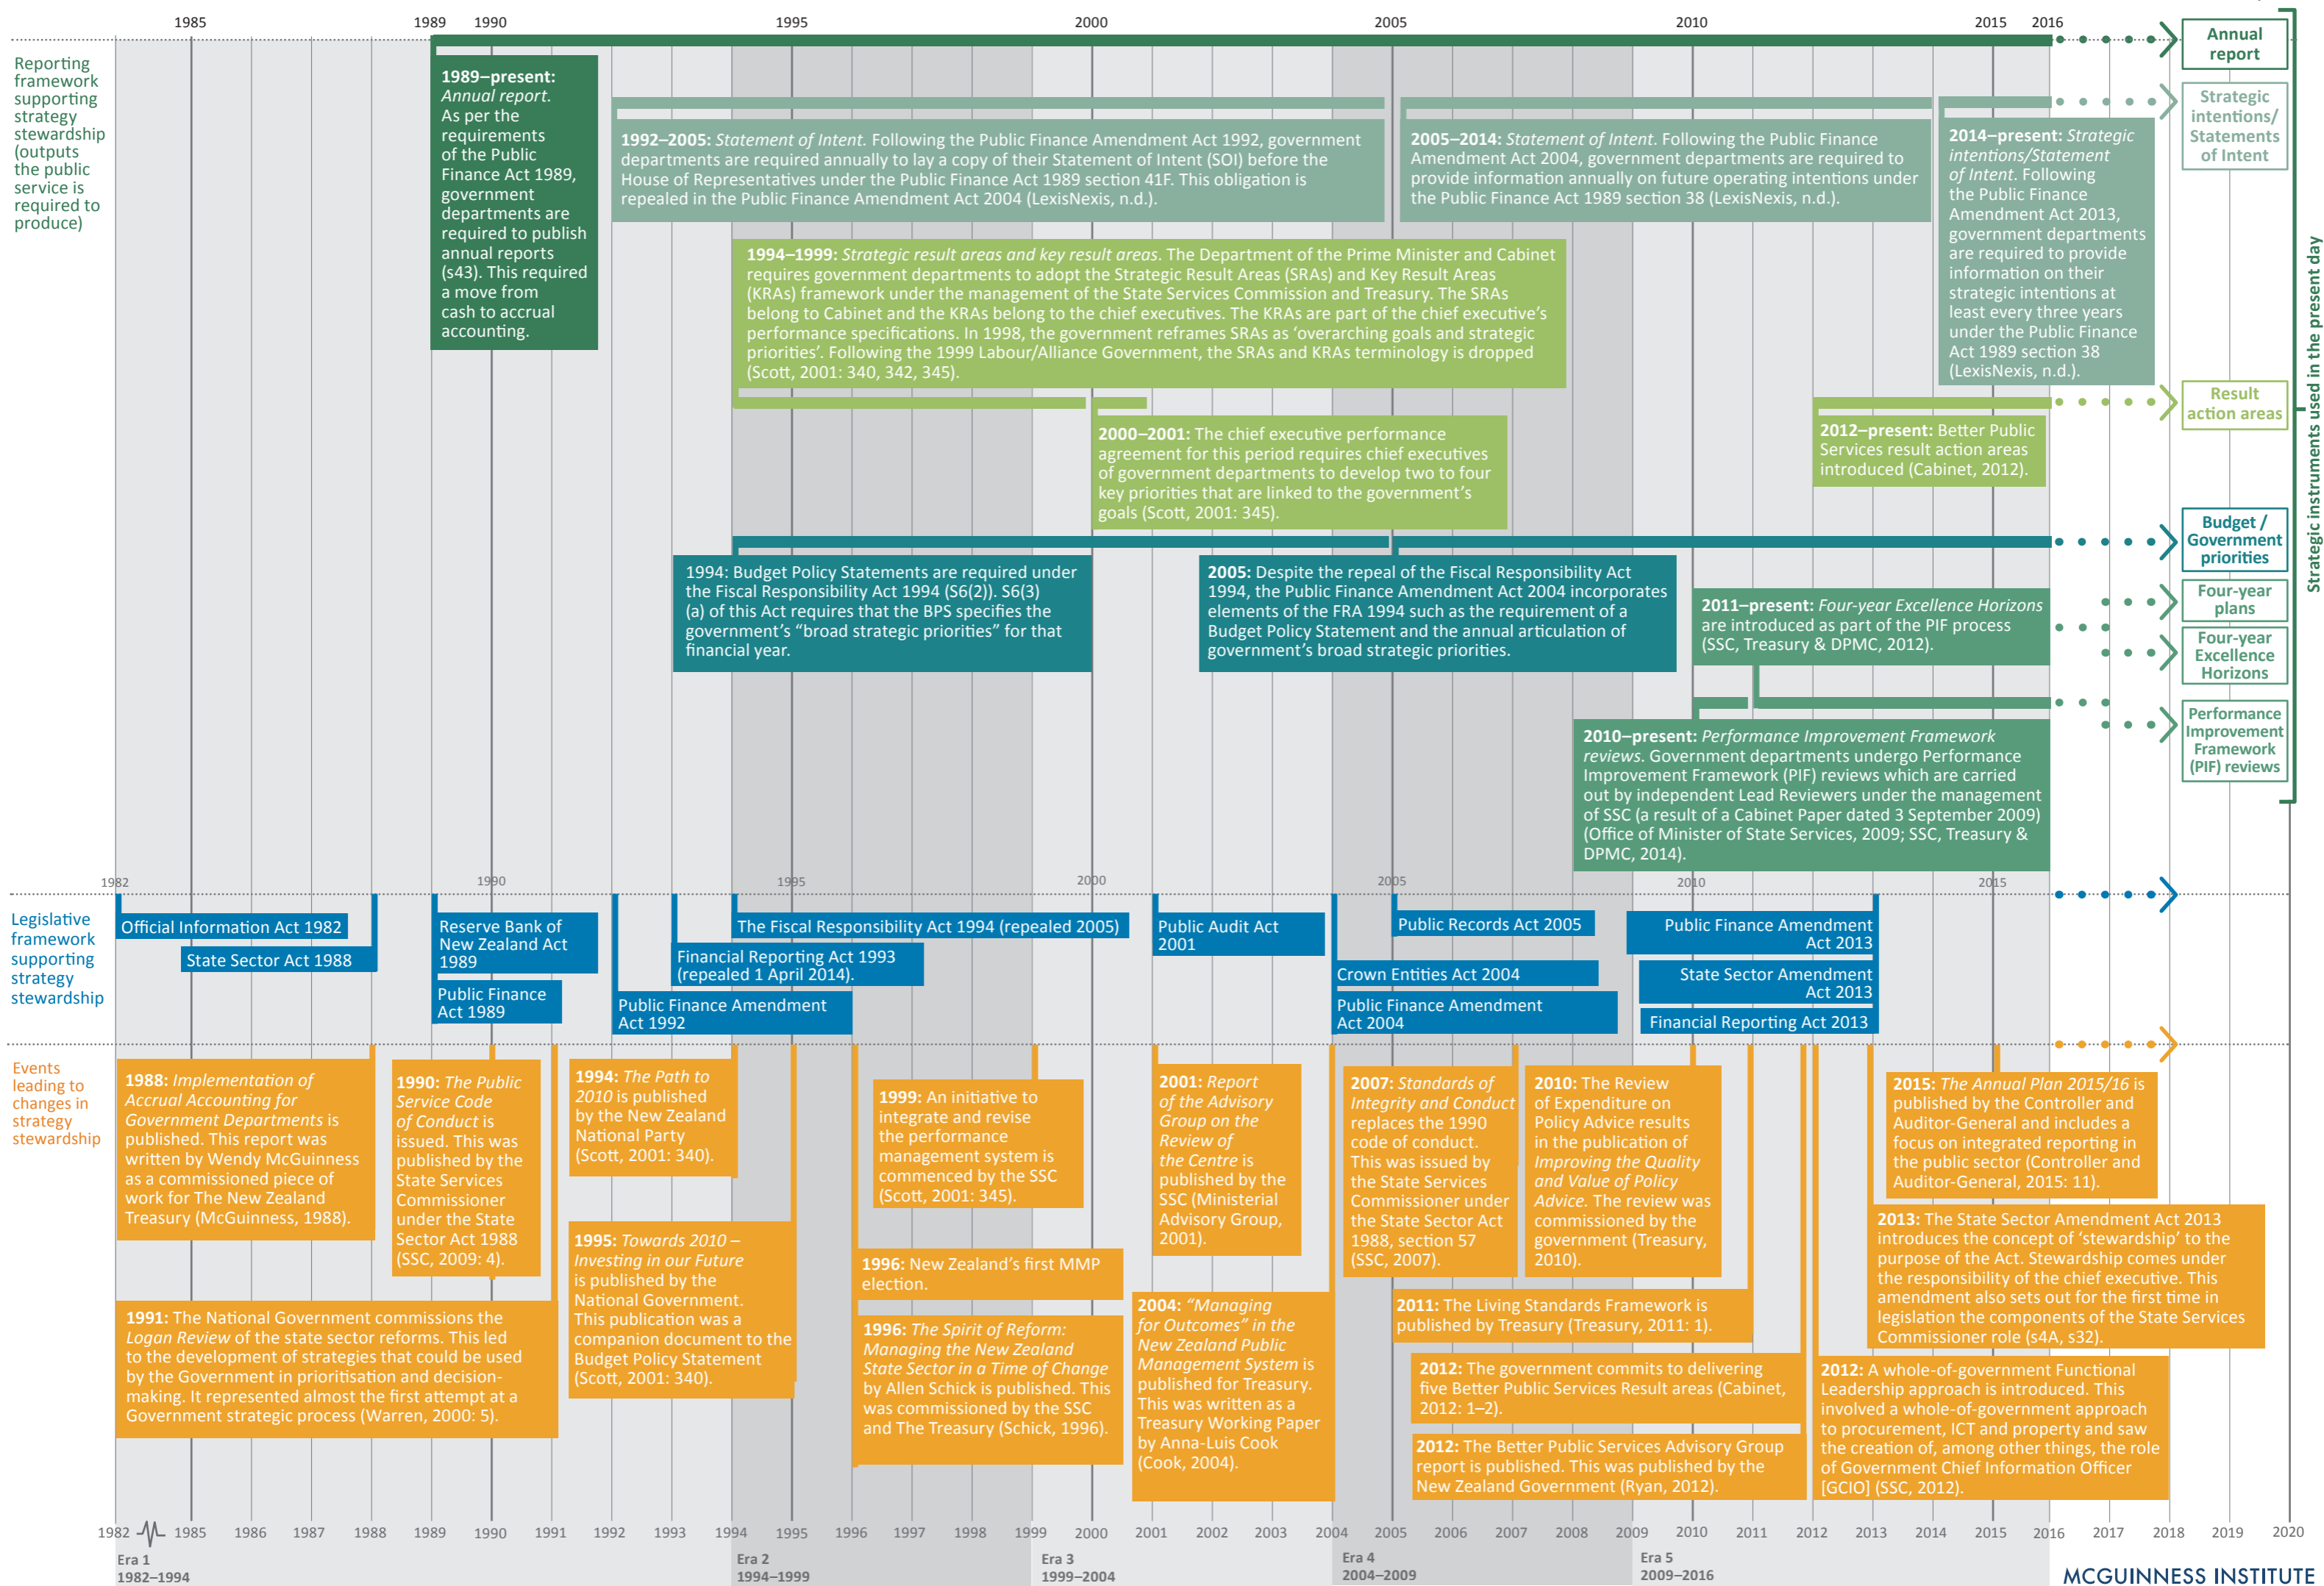 1985
1989
1990
1995
2000
2005
2010
2015
2016
Reporting
framework
supporting
strategy
stewardship
(outputs
the public
service is
required to
produce)
1989–present:
Annual report.
As per the
requirements
of the Public
Finance Act 1989,
government
departments are
required to publish
annual reports
(s43). This required
a move from
cash to accrual
accounting.
1992–2005: Statement of Intent. Following the Public Finance Amendment Act 1992, government
departments are required annually to lay a copy of their Statement of Intent (SOI) before the
House of Representatives under the Public Finance Act 1989 section 41F. This obligation is
repealed in the Public Finance Amendment Act 2004 (LexisNexis, n.d.).
2005–2014: Statement of Intent. Following the Public Finance
Amendment Act 2004, government departments are required to
provide information annually on future operating intentions under
the Public Finance Act 1989 section 38 (LexisNexis, n.d.).
2014–present: Strategic
intentions/Statement
of Intent. Following
the Public Finance
Amendment Act 2013,
government departments
are required to provide
information on their
strategic intentions at
least every three years
under the Public Finance
Act 1989 section 38
(LexisNexis, n.d.).
1994–1999: Strategic result areas and key result areas. The Department of the Prime Minister and Cabinet
requires government departments to adopt the Strategic Result Areas (SRAs) and Key Result Areas
(KRAs) framework under the management of the State Services Commission and Treasury. The SRAs
belong to Cabinet and the KRAs belong to the chief executives. The KRAs are part of the chief executive's
performance specifications. In 1998, the government reframes SRAs as 'overarching goals and strategic
priorities'. Following the 1999 Labour/Alliance Government, the SRAs and KRAs terminology is dropped
(Scott, 2001: 340, 342, 345).
2000–2001: The chief executive performance
agreement for this period requires chief executives
of government departments to develop two to four
key priorities that are linked to the government's
goals (Scott, 2001: 345).
2012–present: Better Public
Services result action areas
introduced (Cabinet, 2012).
1994: Budget Policy Statements are required under
the Fiscal Responsibility Act 1994 (S6(2)). S6(3)
(a) of this Act requires that the BPS specifies the
government's "broad strategic priorities" for that
financial year.
2005: Despite the repeal of the Fiscal Responsibility Act
1994, the Public Finance Amendment Act 2004 incorporates
elements of the FRA 1994 such as the requirement of a
Budget Policy Statement and the annual articulation of
government's broad strategic priorities.
2011–present: Four-year Excellence Horizons
are introduced as part of the PIF process
(SSC, Treasury & DPMC, 2012).
2010–present: Performance Improvement Framework
reviews. Government departments undergo Performance
Improvement Framework (PIF) reviews which are carried
out by independent Lead Reviewers under the management
of SSC (a result of a Cabinet Paper dated 3 September 2009)
(Office of Minister of State Services, 2009; SSC, Treasury &
DPMC, 2014).
Annual
report
Strategic
intentions/
Statements
of Intent
Result
action areas
Budget /
Government
priorities
Four-year
plans
Four-year
Excellence
Horizons
Performance
Improvement
Framework
(PIF) reviews
Strategic instruments used in the present day
1982
1990
1995
2000
2005
2010
2015
Legislative
framework
supporting
strategy
stewardship
Official Information Act 1982
State Sector Act 1988
Reserve Bank of
New Zealand Act
1989
Public Finance
Act 1989
The Fiscal Responsibility Act 1994 (repealed 2005)
Financial Reporting Act 1993
(repealed 1 April 2014).
Public Finance Amendment
Act 1992
Public Audit Act
2001
Public Records Act 2005
Crown Entities Act 2004
Public Finance Amendment
Act 2004
Public Finance Amendment
Act 2013
State Sector Amendment
Act 2013
Financial Reporting Act 2013
Events
leading to
changes in
strategy
stewardship
1988: Implementation of
Accrual Accounting for
Government Departments is
published. This report was
written by Wendy McGuinness
as a commissioned piece of
work for The New Zealand
Treasury (McGuinness, 1988).
1990: The Public
Service Code
of Conduct is
issued. This was
published by the
State Services
Commissioner
under the State
Sector Act 1988
(SSC, 2009: 4).
1991: The National Government commissions the
Logan Review of the state sector reforms. This led
to the development of strategies that could be used
by the Government in prioritisation and decision-
making. It represented almost the first attempt at a
Government strategic process (Warren, 2000: 5).
1994: The Path to
2010 is published
by the New Zealand
National Party
(Scott, 2001: 340).
1995: Towards 2010 –
Investing in our Future
is published by the
National Government.
This publication was a
companion document to the
Budget Policy Statement
(Scott, 2001: 340).
1999: An initiative to
integrate and revise
the performance
management system is
commenced by the SSC
(Scott, 2001: 345).
1996: New Zealand's first MMP
election.
1996: The Spirit of Reform:
Managing the New Zealand
State Sector in a Time of Change
by Allen Schick is published. This
was commissioned by the SSC
and The Treasury (Schick, 1996).
2001: Report
of the Advisory
Group on the
Review of
the Centre is
published by the
SSC (Ministerial
Advisory Group,
2001).
2004: "Managing
for Outcomes" in the
New Zealand Public
Management System is
published for Treasury.
This was written as a
Treasury Working Paper
by Anna-Luis Cook
(Cook, 2004).
2007: Standards of
Integrity and Conduct
replaces the 1990
code of conduct.
This was issued by
the State Services
Commissioner under
the State Sector Act
1988, section 57
(SSC, 2007).
2010: The Review
of Expenditure on
Policy Advice results
in the publication of
Improving the Quality
and Value of Policy
Advice. The review was
commissioned by the
government (Treasury,
2010).
2011: The Living Standards Framework is
published by Treasury (Treasury, 2011: 1).
2012: The government commits to delivering
five Better Public Services Result areas (Cabinet,
2012: 1–2).
2012: The Better Public Services Advisory Group
report is published. This was published by the
New Zealand Government (Ryan, 2012).
2015: The Annual Plan 2015/16 is
published by the Controller and
Auditor-General and includes a
focus on integrated reporting in
the public sector (Controller and
Auditor-General, 2015: 11).
2013: The State Sector Amendment Act 2013
introduces the concept of 'stewardship' to the
purpose of the Act. Stewardship comes under
the responsibility of the chief executive. This
amendment also sets out for the first time in
legislation the components of the State Services
Commissioner role (s4A, s32).
2012: A whole-of-government Functional
Leadership approach is introduced. This
involved a whole-of-government approach
to procurement, ICT and property and saw
the creation of, among other things, the role
of Government Chief Information Officer
[GCIO] (SSC, 2012).
1982 1985 1986 1987 1988 1989 1990 1991 1992 1993 1994 1995 1996 1997 1998 1999 2000 2001 2002 2003 2004 2005 2006 2007 2008 2009 2010 2011 2012 2013 2014 2015 2016 2017 2018 2019 2020
Era 1
1982–1994
Era 2
1994–1999
Era 3
1999–2004
Era 4
2004–2009
Era 5
2009–2016
MCGUINNESS INSTITUTE